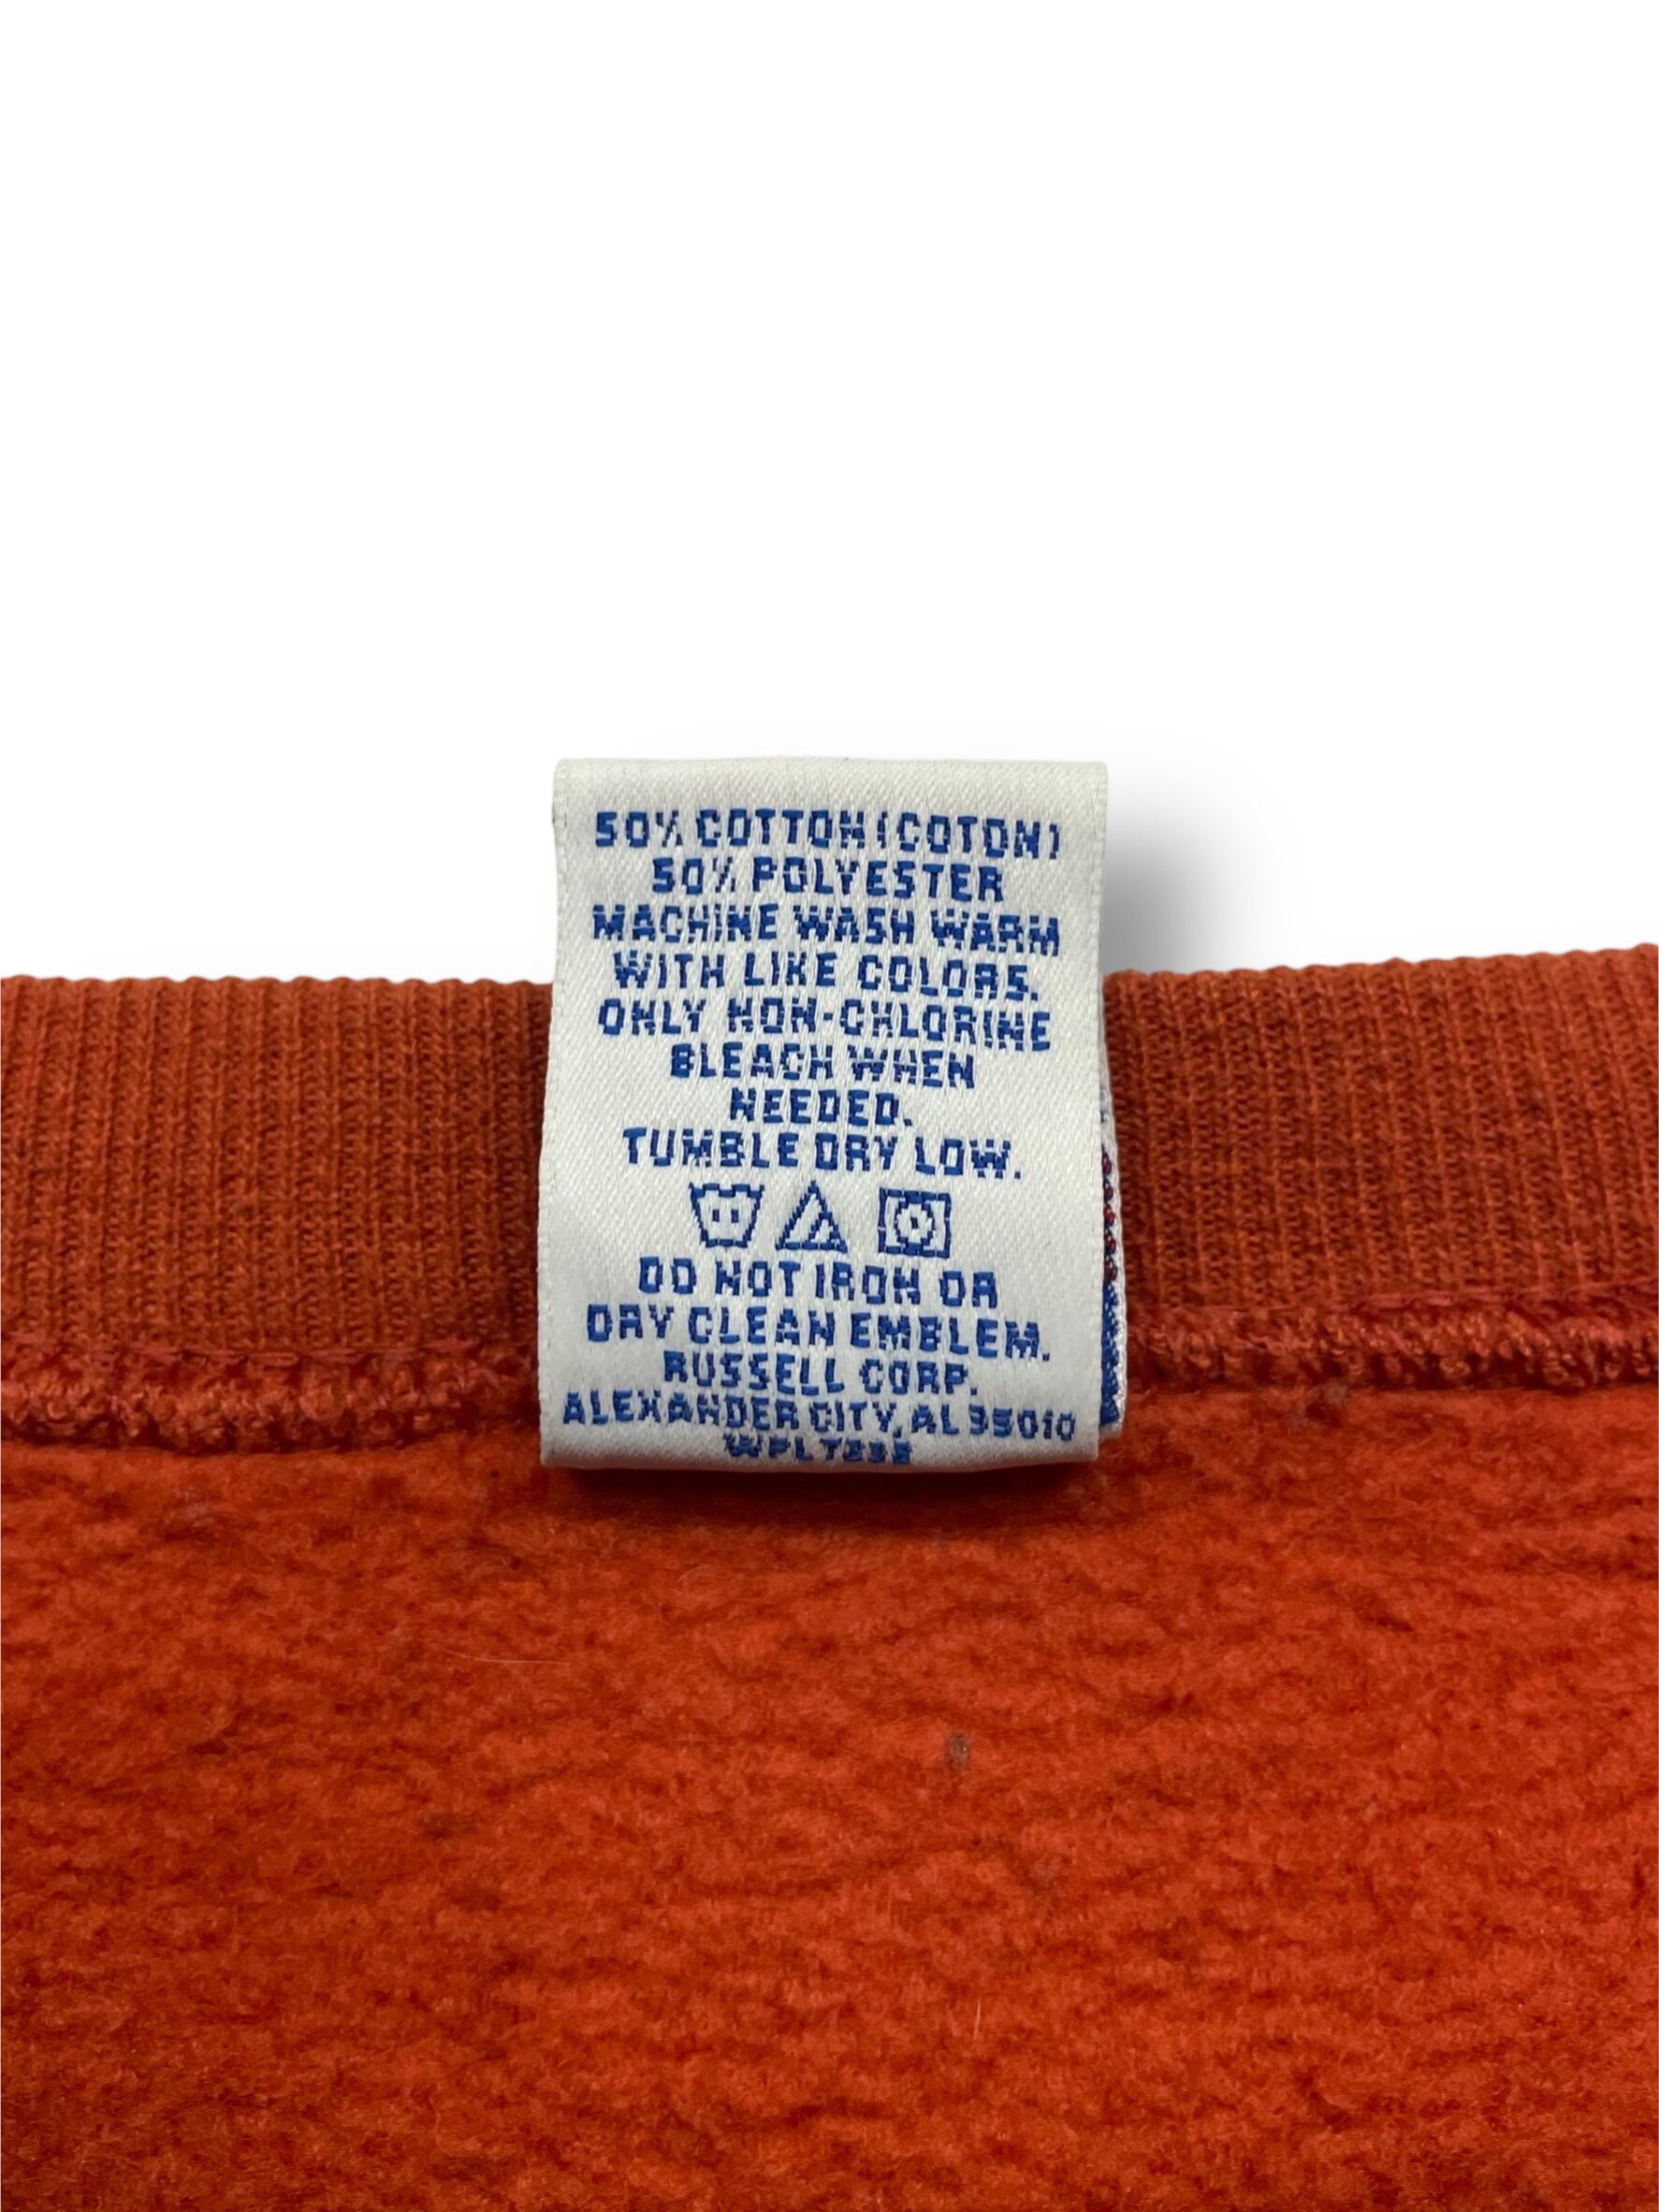 50% COTTON (COTON)
50% POLYESTER
MACHINE WASH WARM
WITH LIKE COLORS.
ONLY NON-CHLORINE
BLEACH WHEN
NEEDED.
TUMBLE DRY LOW.
DO NOT IRON OR
DRY CLEAN EMBLEM.
RUSSELL CORP.
ALEXANDER CITY, AL 35010